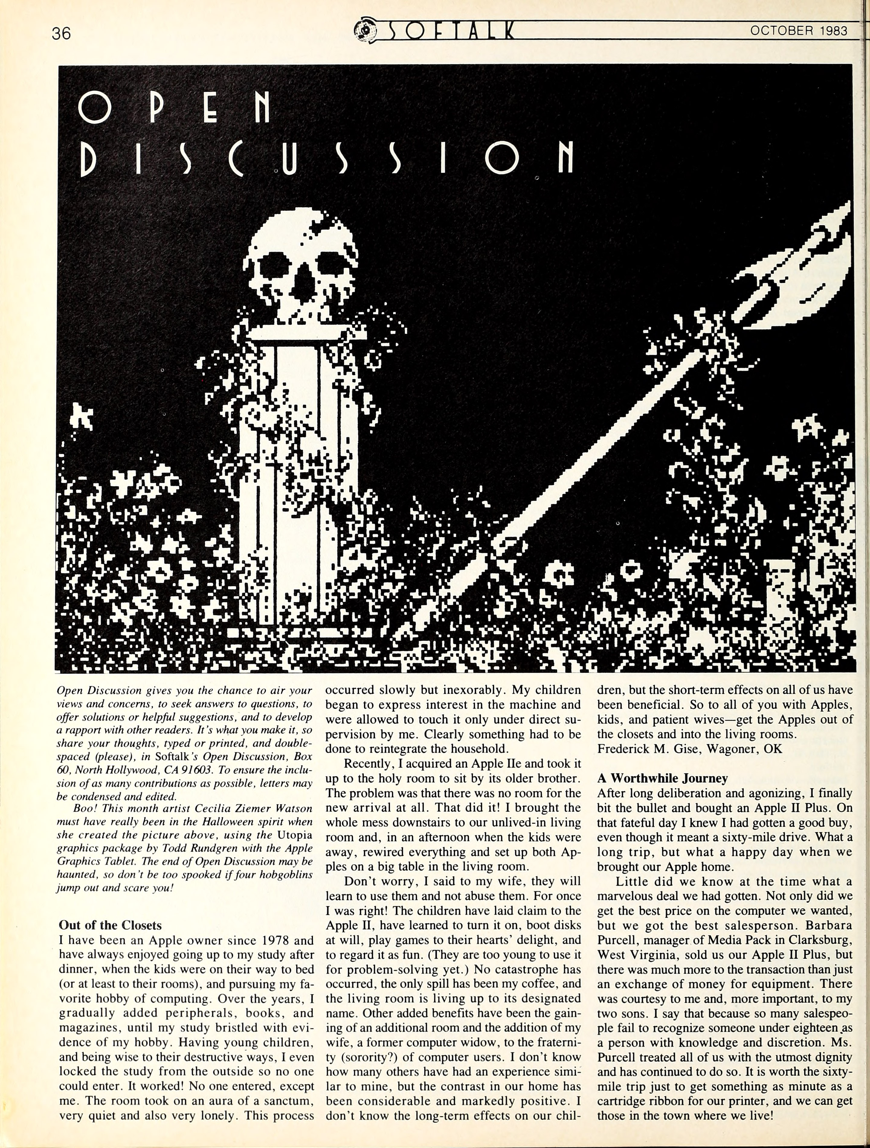 36
SOFTALK
OCTOBER 1983
OPEN
DISCUSSION
Open Discussion gives you the chance to air your
views and concerns, to seek answers to questions, to
offer solutions or helpful suggestions, and to develop
a rapport with other readers. It's what you make it, so
share your thoughts, typed or printed, and double-
spaced (please), in Softalk's Open Discussion, Box
60, North Hollywood, CA 91603. To ensure the inclu-
sion of as many contributions as possible, letters may
be condensed and edited.
Boo! This month artist Cecilia Ziemer Watson
must have really been in the Halloween spirit when
she created the picture above, using the Utopia
graphics package by Todd Rundgren with the Apple
Graphics Tablet. The end of Open Discussion may be
haunted, so don't be too spooked if four hobgoblins
jump out and scare you!
Out of the Closets
I have been an Apple owner since 1978 and
have always enjoyed going up to my study after
dinner, when the kids were on their way to bed
(or at least to their rooms), and pursuing my fa-
vorite hobby of computing. Over the years, I
gradually added peripherals, books, and
magazines, until my study bristled with evi-
dence of my hobby. Having young children,
and being wise to their destructive ways, I even
locked the study from the outside so no one
could enter. It worked! No one entered, except
me. The room took on an aura of a sanctum,
very quiet and also very lonely. This process
occurred slowly but inexorably. My children
began to express interest in the machine and
were allowed to touch it only under direct su-
pervision by me. Clearly something had to be
done to reintegrate the household.
Recently, I acquired an Apple IIe and took it
up to the holy room to sit by its older brother.
The problem was that there was no room for the
new arrival at all. That did it! I brought the
whole mess downstairs to our unlived-in living
room and, in an afternoon when the kids were
away, rewired everything and set up both Ap-
ples on a big table in the living room.
Don't worry, I said to my wife, they will
learn to use them and not abuse them. For once
I was right! The children have laid claim to the
Apple II, have learned to turn it on, boot disks
at will, play games to their hearts' delight, and
to regard it as fun. (They are too young to use it
for problem-solving yet.) No catastrophe has
occurred, the only spill has been my coffee, and
the living room is living up to its designated
name. Other added benefits have been the gain-
ing of an additional room and the addition of my
wife, a former computer widow, to the fraterni-
ty (sorority?) of computer users. I don't know
how many others have had an experience simi-
lar to mine, but the contrast in our home has
been considerable and markedly positive. I
don't know the long-term effects on our chil-
dren, but the short-term effects on all of us have
been beneficial. So to all of you with Apples,
kids, and patient wives—get the Apples out of
the closets and into the living rooms.
Frederick M. Gise, Wagoner, OK
A Worthwhile Journey
After long deliberation and agonizing, I finally
bit the bullet and bought an Apple II Plus. On
that fateful day I knew I had gotten a good buy,
even though it meant a sixty-mile drive. What a
long trip, but what a happy day when we
brought our Apple home.
Little did we know at the time what a
marvelous deal we had gotten. Not only did we
get the best price on the computer we wanted,
but we got the best salesperson. Barbara
Purcell, manager of Media Pack in Clarksburg,
West Virginia, sold us our Apple II Plus, but
there was much more to the transaction than just
an exchange of money for equipment. There
was courtesy to me and, more important, to my
two sons. I say that because so many salespeo-
ple fail to recognize someone under eighteen as
a person with knowledge and discretion. Ms.
Purcell treated all of us with the utmost dignity
and has continued to do so. It is worth the sixty-
mile trip just to get something as minute as a
cartridge ribbon for our printer, and we can get
those in the town where we live!